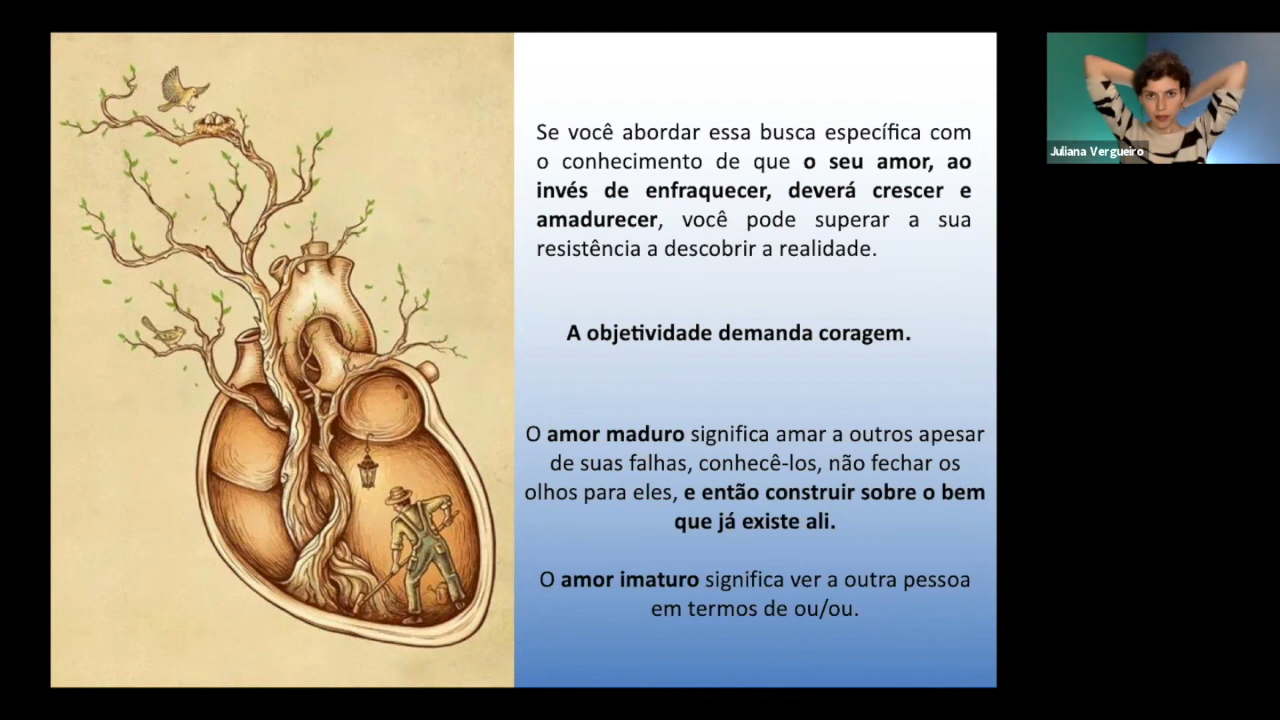 Se você abordar essa busca específica com
o conhecimento de que o seu amor, ao
invés de enfraquecer, deverá crescer e
amadurecer, você pode superar a sua
resistência a descobrir a realidade.
A objetividade demanda coragem.
O amor maduro significa amar a outros apesar
de suas falhas, conhecê-los, não fechar os
olhos para eles, e então construir sobre o bem
que já existe ali.
O amor imaturo significa ver a outra pessoa
em termos de ou/ou.
Juliana Vergueiro